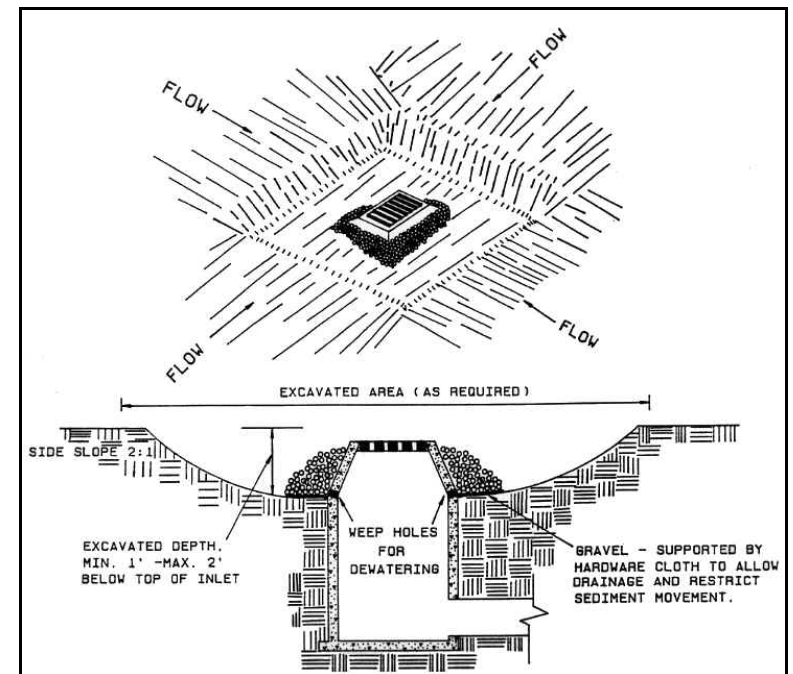 FLOW
FLOW
FLOW
FLOW
EXCAVATED AREA (AS REQUIRED)
SIDE SLOPE 2:1
EXCAVATED DEPTH.
MIN. 1' -MAX. 2'
BELOW TOP OF INLET
WEEP HOLES
FOR
DEWATERING
GRAVEL - SUPPORTED BY
HARDWARE CLOTH TO ALLOW
DRAINAGE AND RESTRICT
SEDIMENT MOVEMENT.